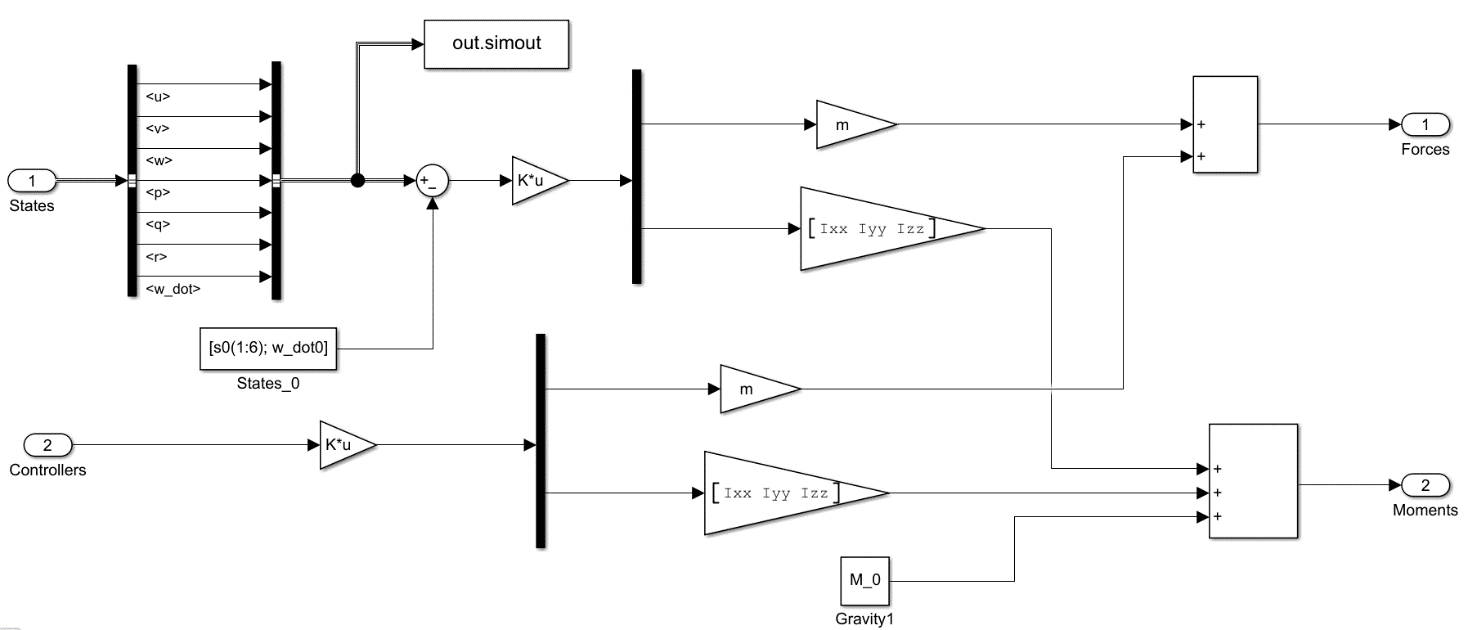 out.simout
<u>
<v>
<w>
<p>
<q>
<r>
<w_dot>
1
States
+
_
K*u
m
[Ixx Iyy Izz]
+
+
1
Forces
[s0(1:6); w_dot0]
States_0
2
Controllers
K*u
m
[Ixx Iyy Izz]
+
+
+
2
Moments
M_0
Gravity1